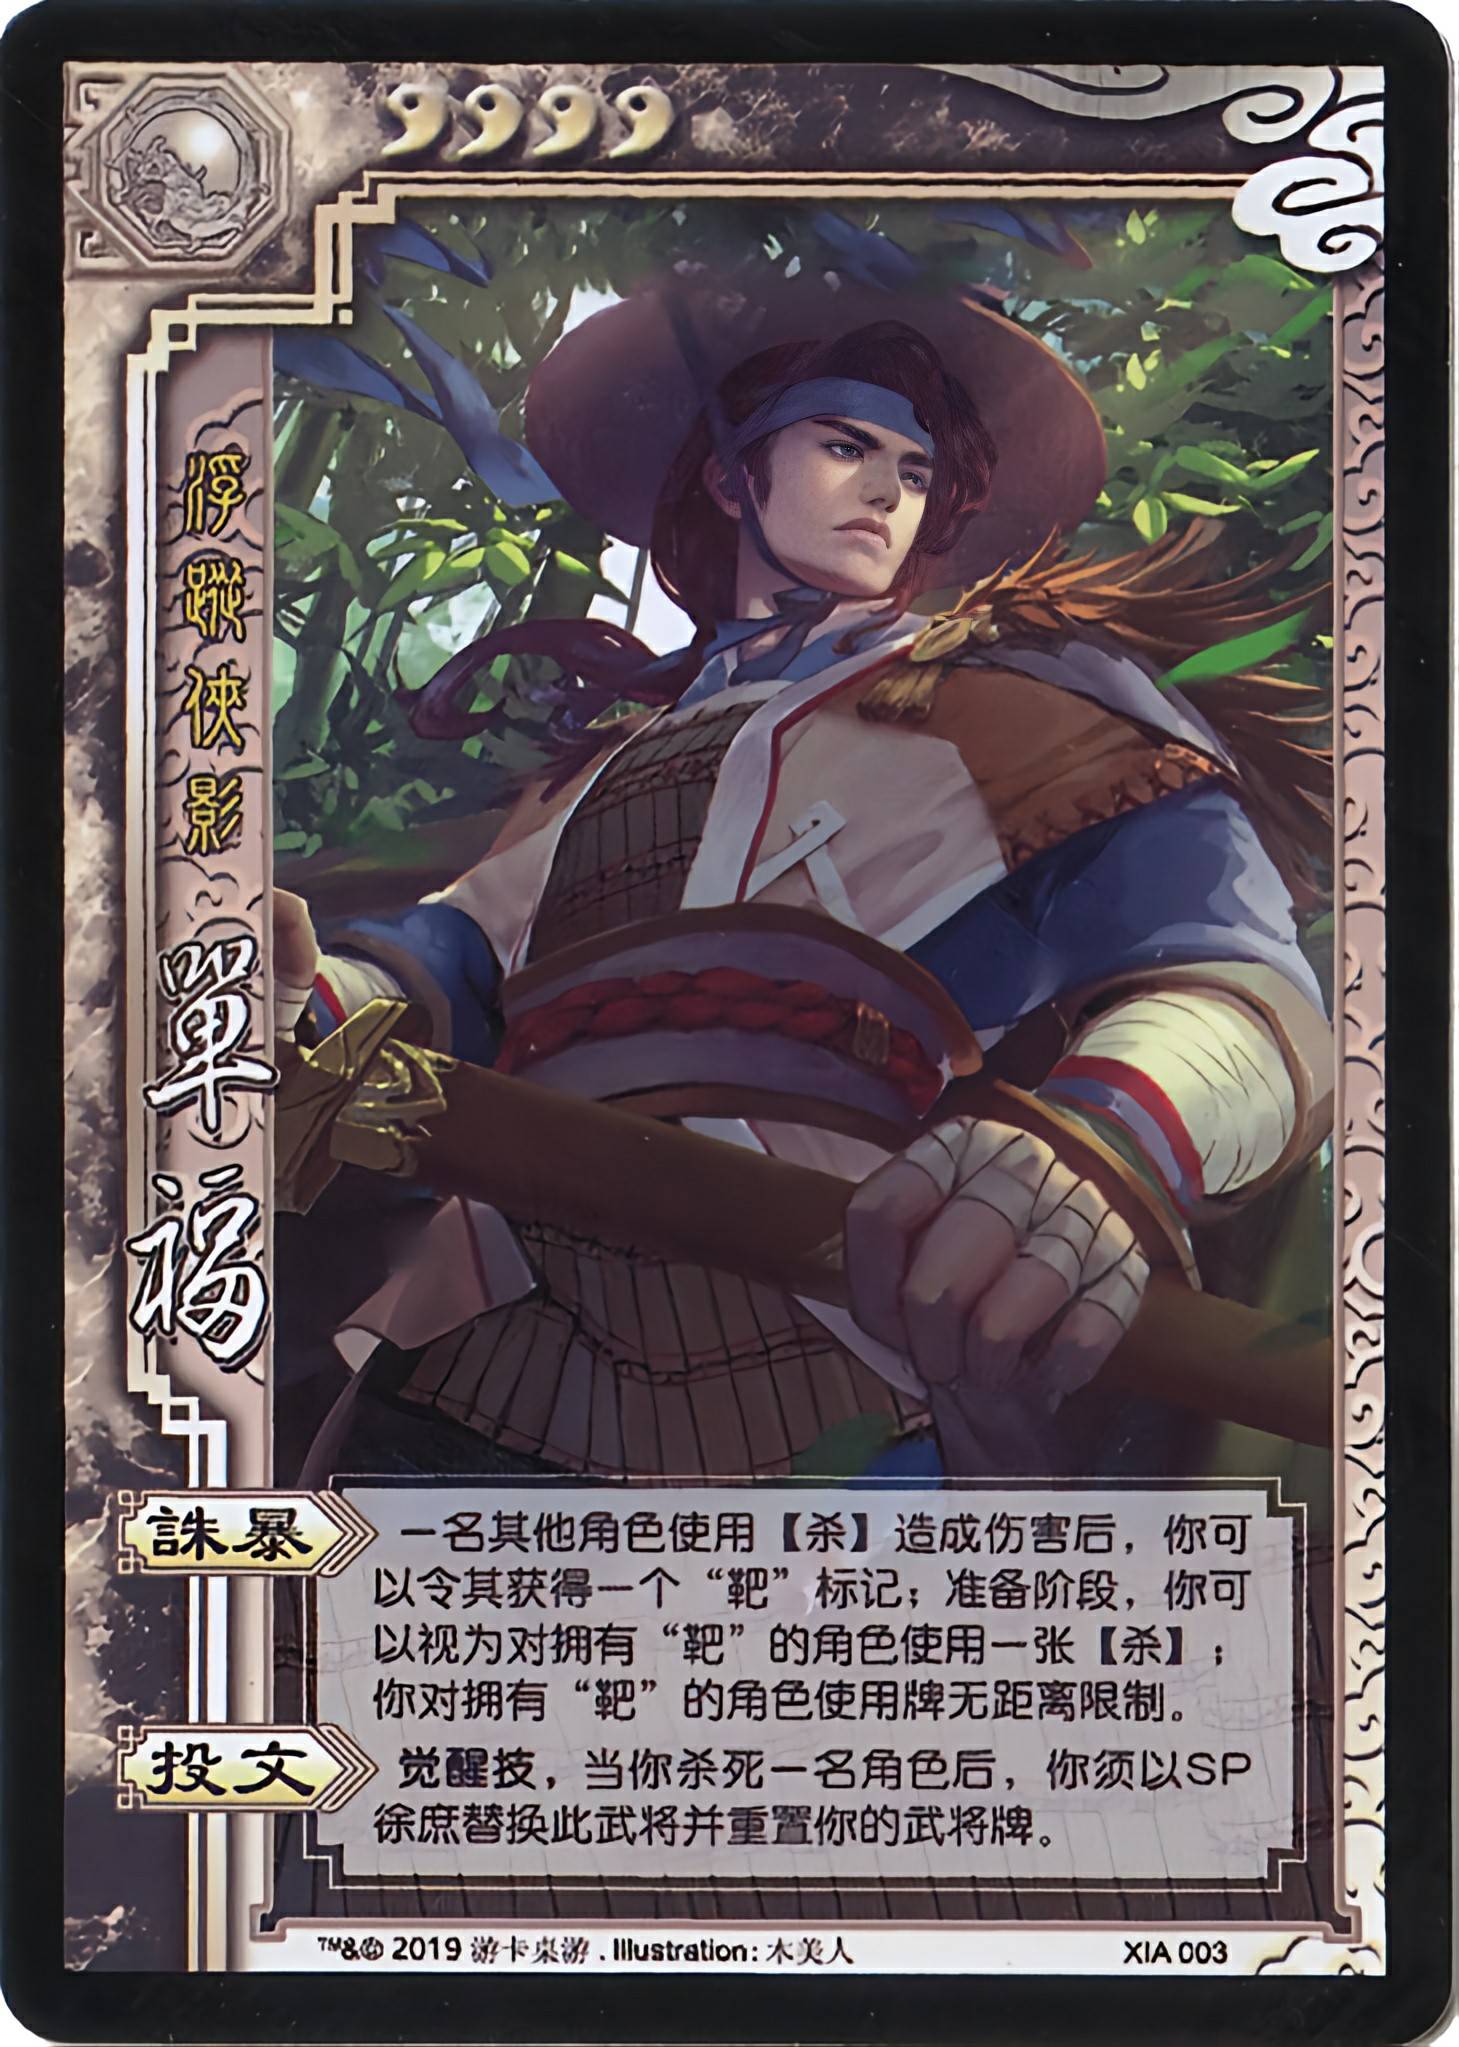 浮蹤俠影
單福
誅暴
一名其他角色使用【杀】造成伤害后，你可
以令其获得一个“靶”标记；准备阶段，你可
以视为对拥有“靶”的角色使用一张【杀】；
你对拥有“靶”的角色使用牌无距离限制。
投文
觉醒技，当你杀死一名角色后，你须以SP
徐庶替换此武将并重置你的武将牌。
™&© 2019 游卡桌游 . Illustration: 木美人
XIA 003